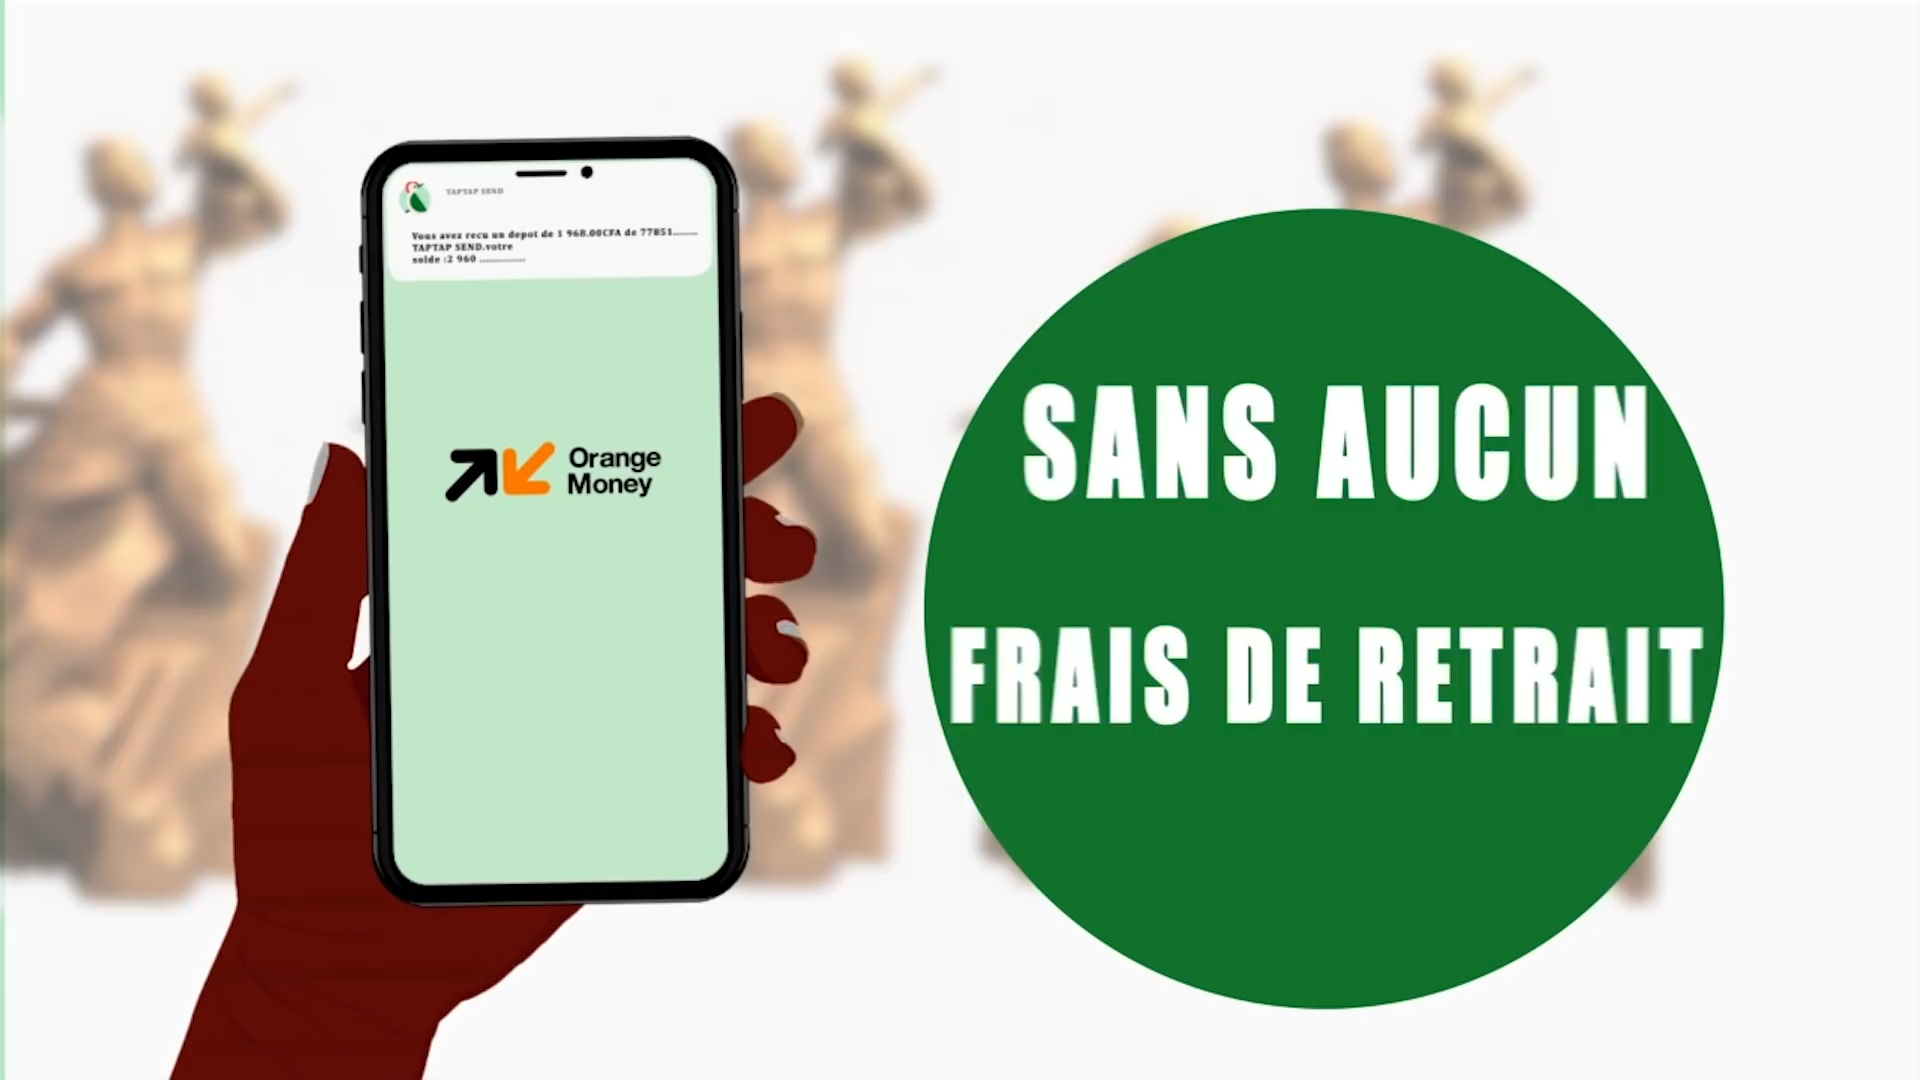 TAPTAP SEND
Vous avez recu un depot de 1 968.00CFA de 77851.........
TAPTAP SEND.votre
solde :2 960 ................
Orange
Money
SANS AUCUN
FRAIS DE RETRAIT